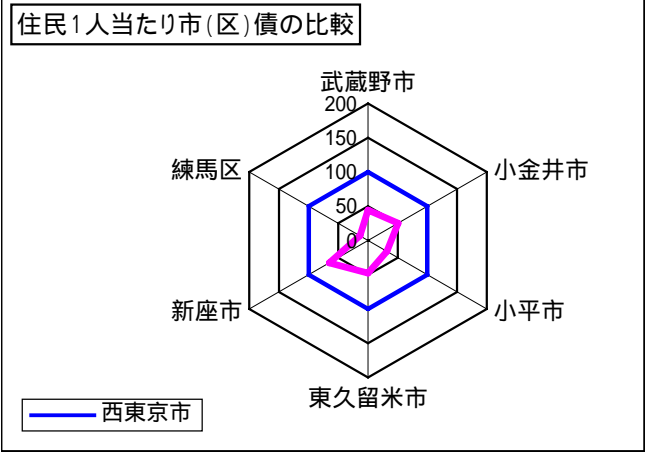 住民1人当たり市(区)債の比較
武蔵野市
200
150
練馬区
100
小金井市
50
0
新座市
小平市
東久留米市
西東京市